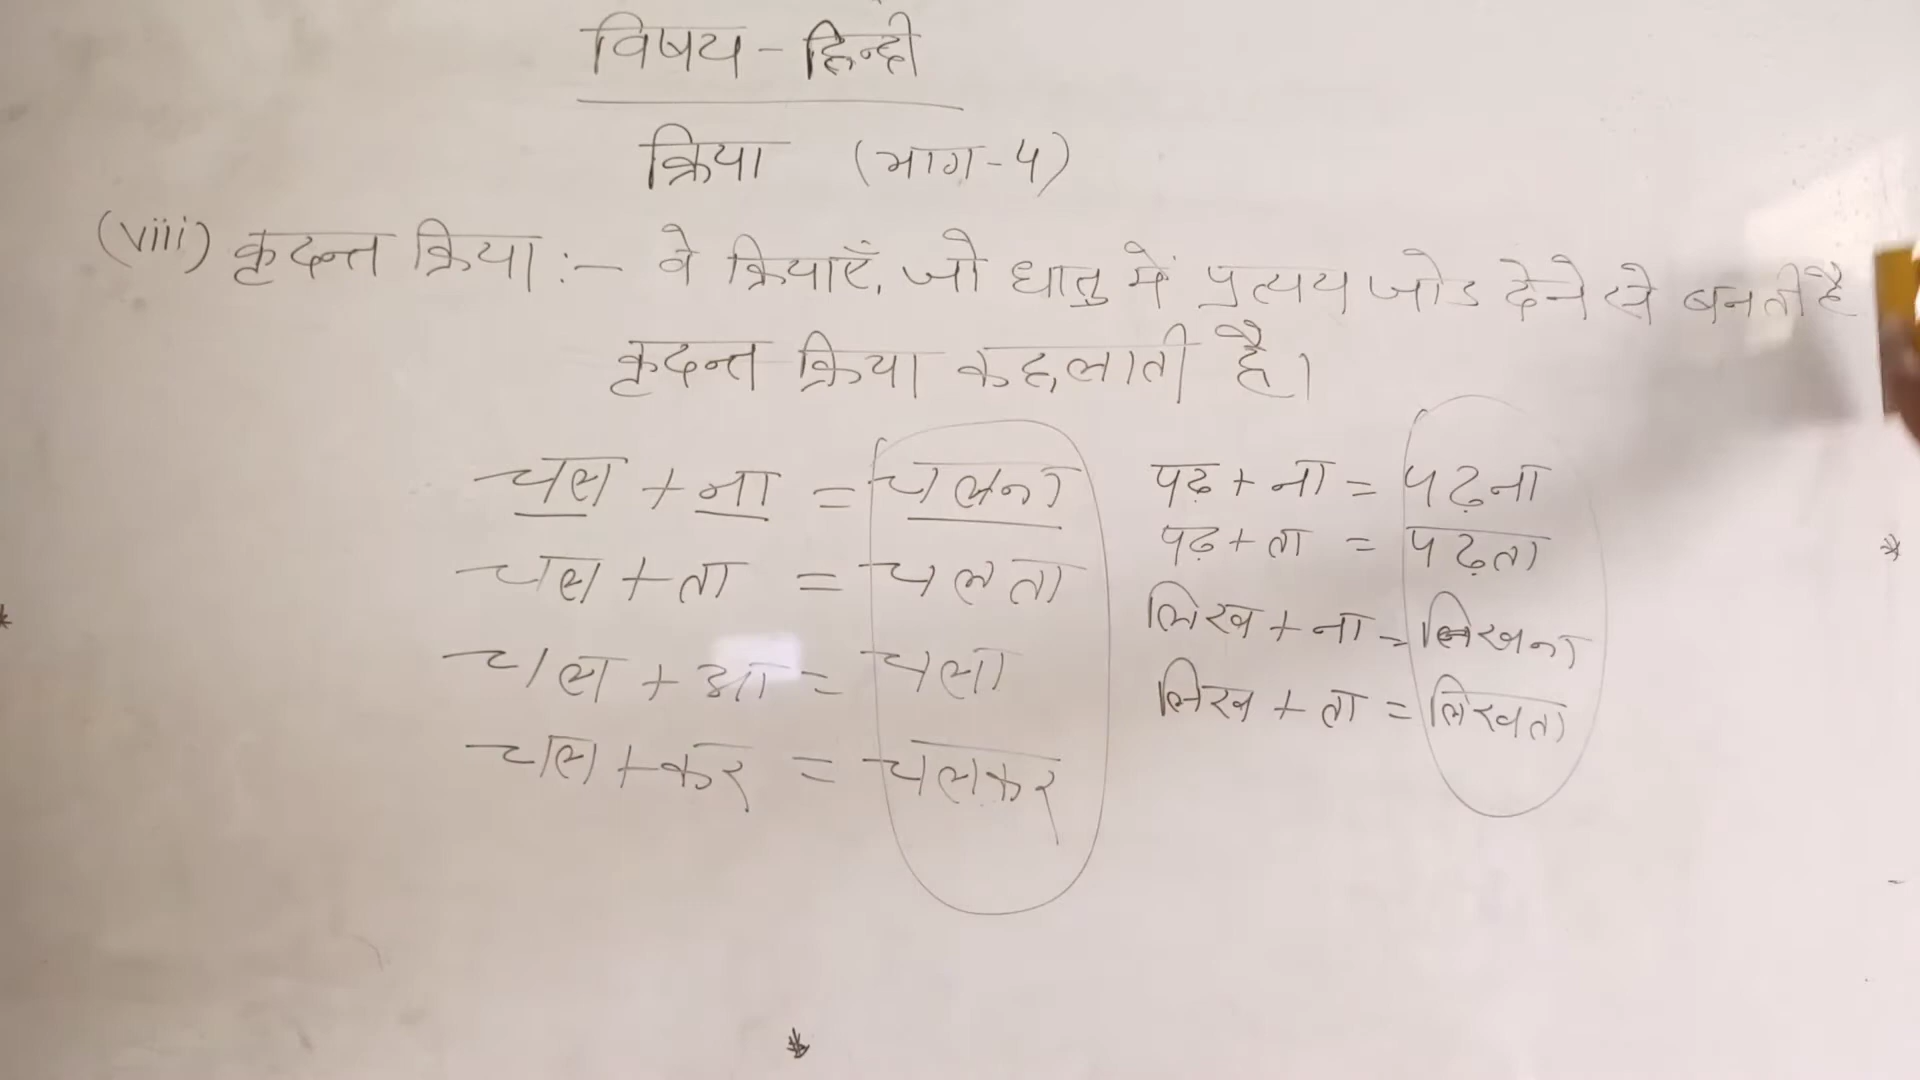 विषय - हिन्दी
क्रिया (भाग-4)
(viii) कृदन्त क्रिया :- वे क्रियाएँ, जो धातु में प्रत्यय जोड देने से बनती है
कृदन्त क्रिया कहलाती है।
चल + ना = चलना
चल + ता = चलता
चल + आ = चला
चल + कर = चलकर
पढ़ + ना = पढ़ना
पढ़ + ता = पढ़ता
लिख + ना = लिखना
लिख + ता = लिखता